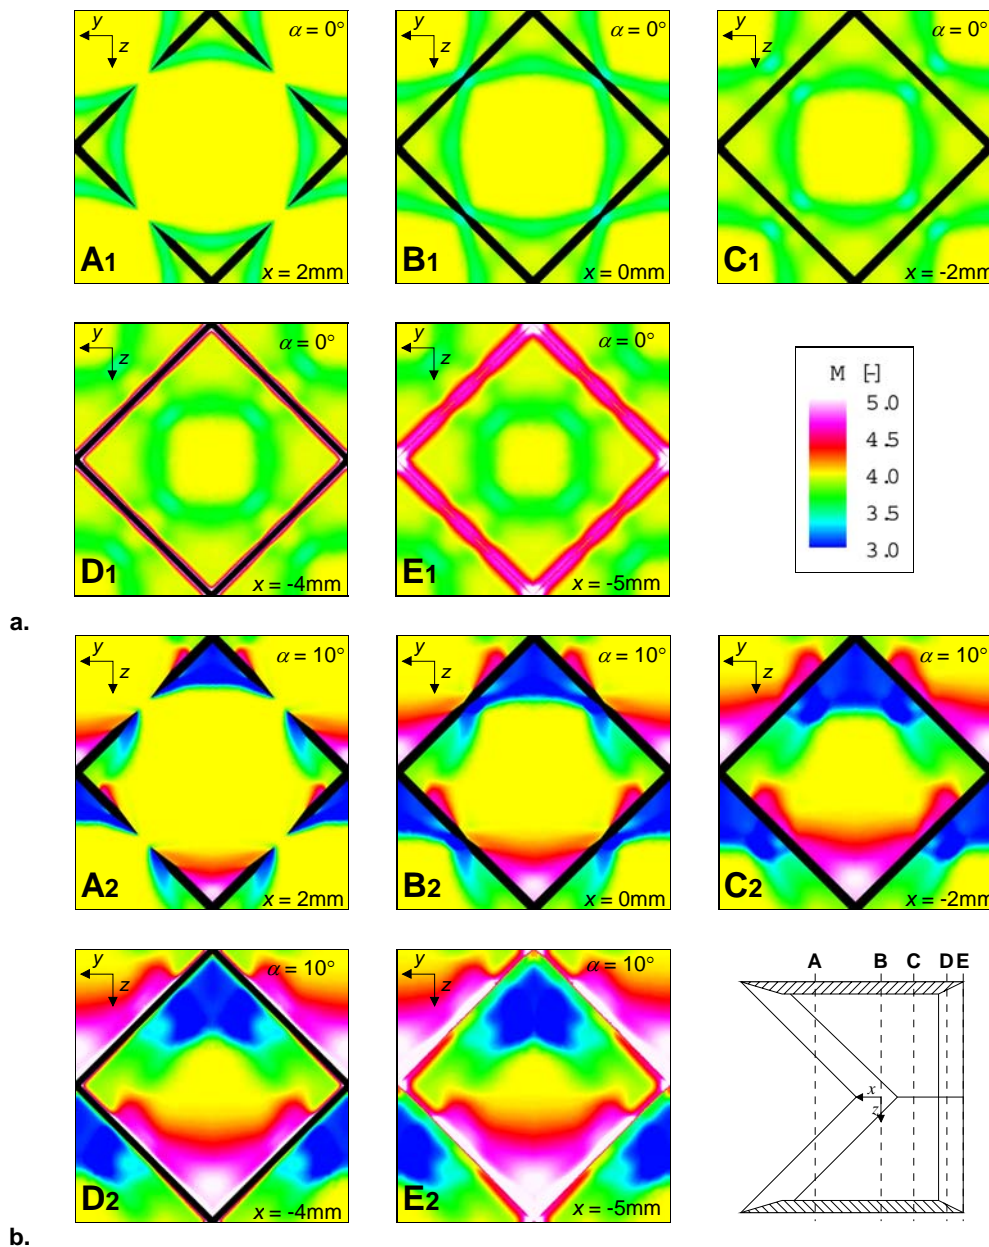 y α = 0°
z
A1 x = 2mm
y α = 0°
z
B1 x = 0mm
y α = 0°
z
C1 x = -2mm
y α = 0°
z
D1 x = -4mm
y α = 0°
z
E1 x = -5mm
M [-]
5.0
4.5
4.0
3.5
3.0
a.
y α = 10°
z
A2 x = 2mm
y α = 10°
z
B2 x = 0mm
y α = 10°
z
C2 x = -2mm
y α = 10°
z
D2 x = -4mm
y α = 10°
z
E2 x = -5mm
A B C D E
x
z
b.